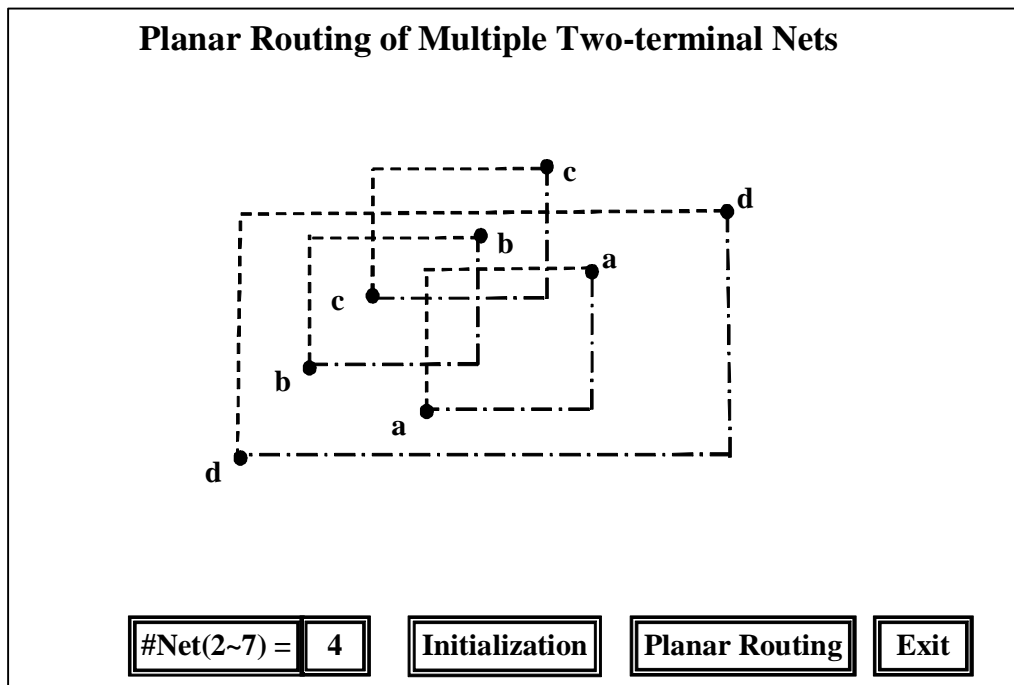 Planar Routing of Multiple Two-terminal Nets
c
d
b
a
c
b
a
d
#Net(2~7) = 4 Initialization Planar Routing Exit